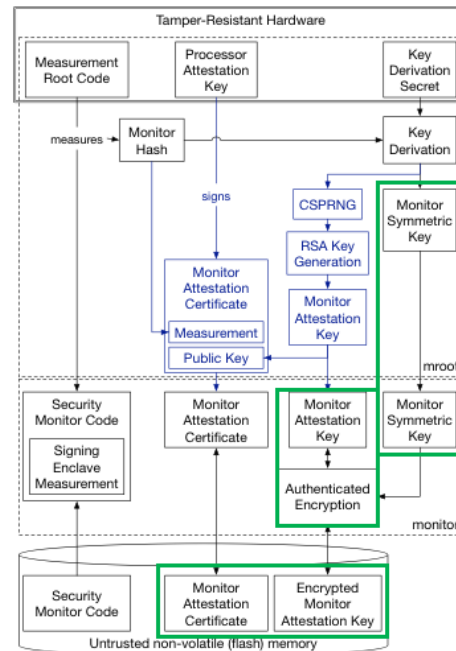 Tamper-Resistant Hardware
Measurement
Root Code
Processor
Attestation
Key
Key
Derivation
Secret
measures
Monitor
Hash
Key
Derivation
signs
CSPRNG
RSA Key
Generation
Monitor
Symmetric
Key
Monitor
Attestation
Certificate
Measurement
Public Key
Monitor
Attestation
Key
mroot
Security
Monitor Code
Signing
Enclave
Measurement
Monitor
Attestation
Certificate
Monitor
Attestation
Key
Monitor
Symmetric
Key
Authenticated
Encryption
monitor
Security
Monitor Code
Monitor
Attestation
Certificate
Encrypted
Monitor
Attestation Key
Untrusted non-volatile (flash) memory